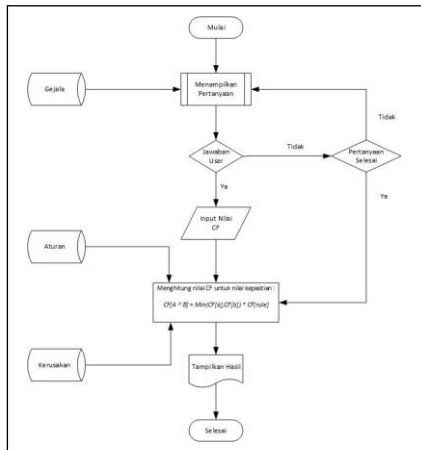 Mulai
Gejala
Menampilkan
Pertanyaan
Tidak
Jawaban
User
Tidak
Pertanyaan
Selesai
Ya
Ya
Input Nilai
CF
Aturan
Menghitung nilai CF untuk nilai kepastian :
CF[A ^ B] = Min(CF[a],CF[b]) * CF[rule]
Kerusakan
Tampilkan Hasil
Selesai